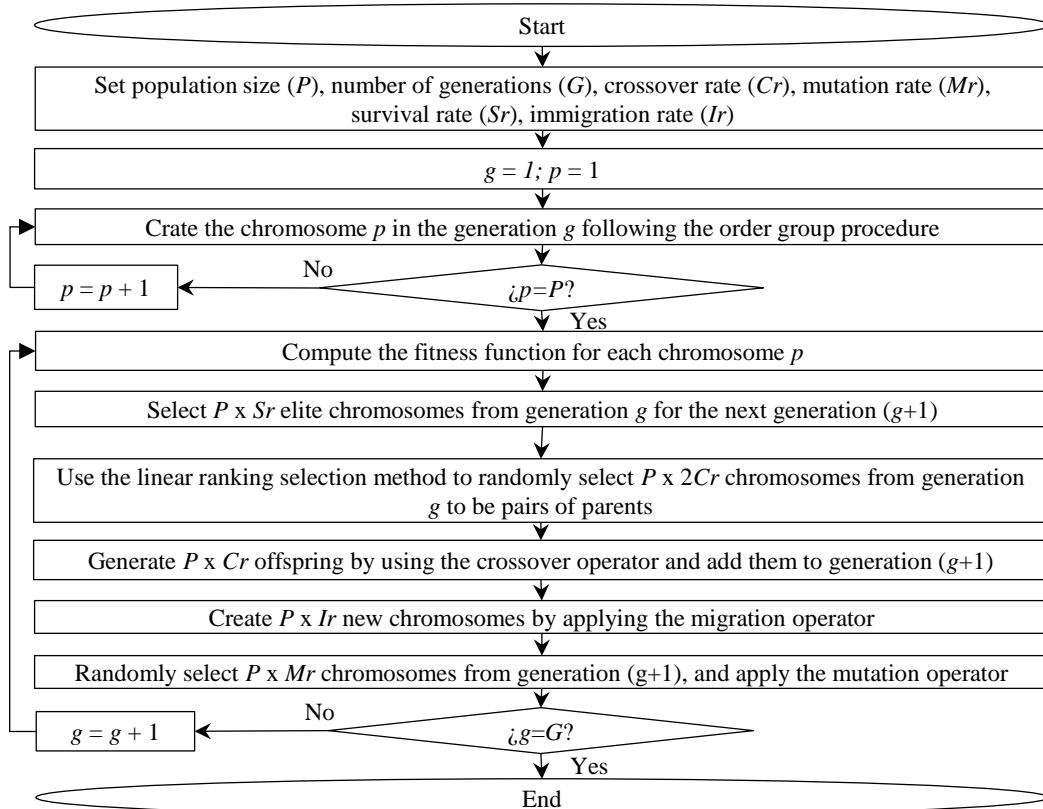 Start
Set population size (P), number of generations (G), crossover rate (Cr), mutation rate (Mr),
survival rate (Sr), immigration rate (Ir)
g = 1; p = 1
Crate the chromosome p in the generation g following the order group procedure
No
p = p + 1
¿p=P?
Yes
Compute the fitness function for each chromosome p
Select P x Sr elite chromosomes from generation g for the next generation (g+1)
Use the linear ranking selection method to randomly select P x 2Cr chromosomes from generation
g to be pairs of parents
Generate P x Cr offspring by using the crossover operator and add them to generation (g+1)
Create P x Ir new chromosomes by applying the migration operator
Randomly select P x Mr chromosomes from generation (g+1), and apply the mutation operator
No
g = g + 1
¿g=G?
Yes
End